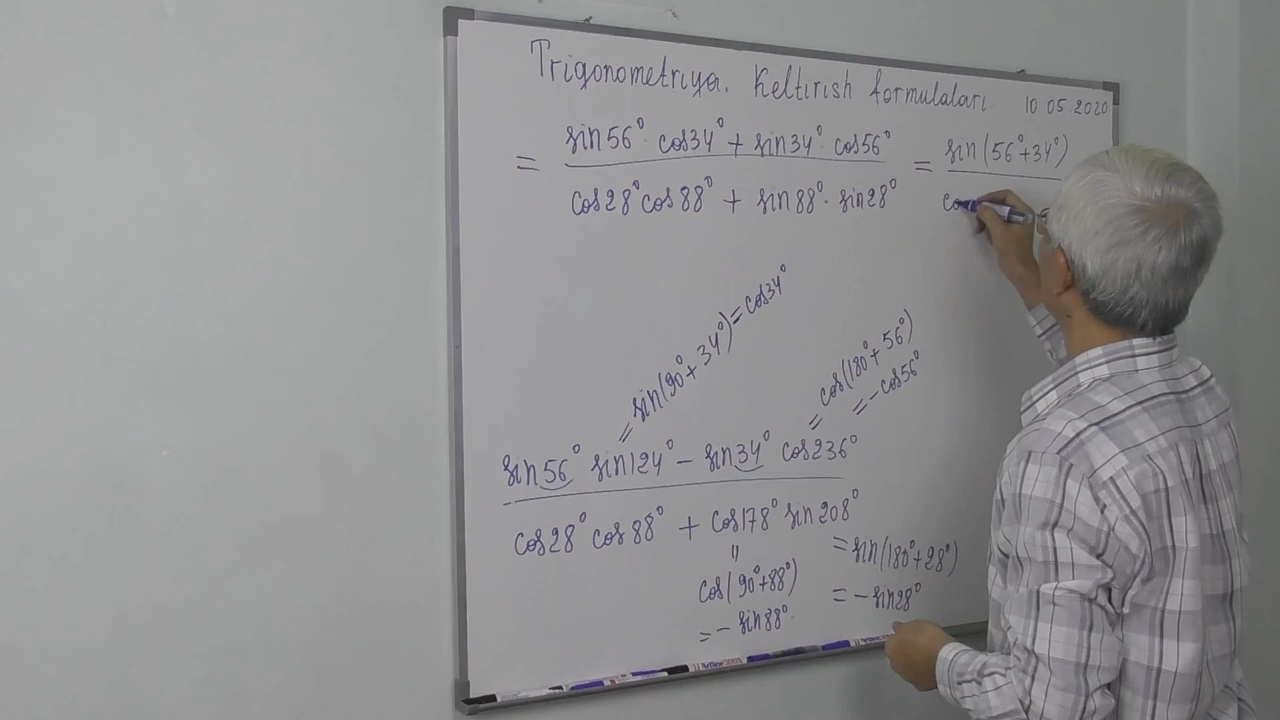 Trigonometriya. Keltirish formulalari. 10 05.2020
= sin56° · cos34° + sin34° · cos56° = sin(56°+34°)
cos28° cos88° + sin88° · sin28° co
= sin(90°+34°) = cos34°
= cos(180°+56°)
= -cos56°
sin56° sin124° - sin34° cos236°
cos28° cos88° + cos178° sin208°
= sin(180°+28°)
= -sin28°
=
cos(90°+88°)
= - sin88°